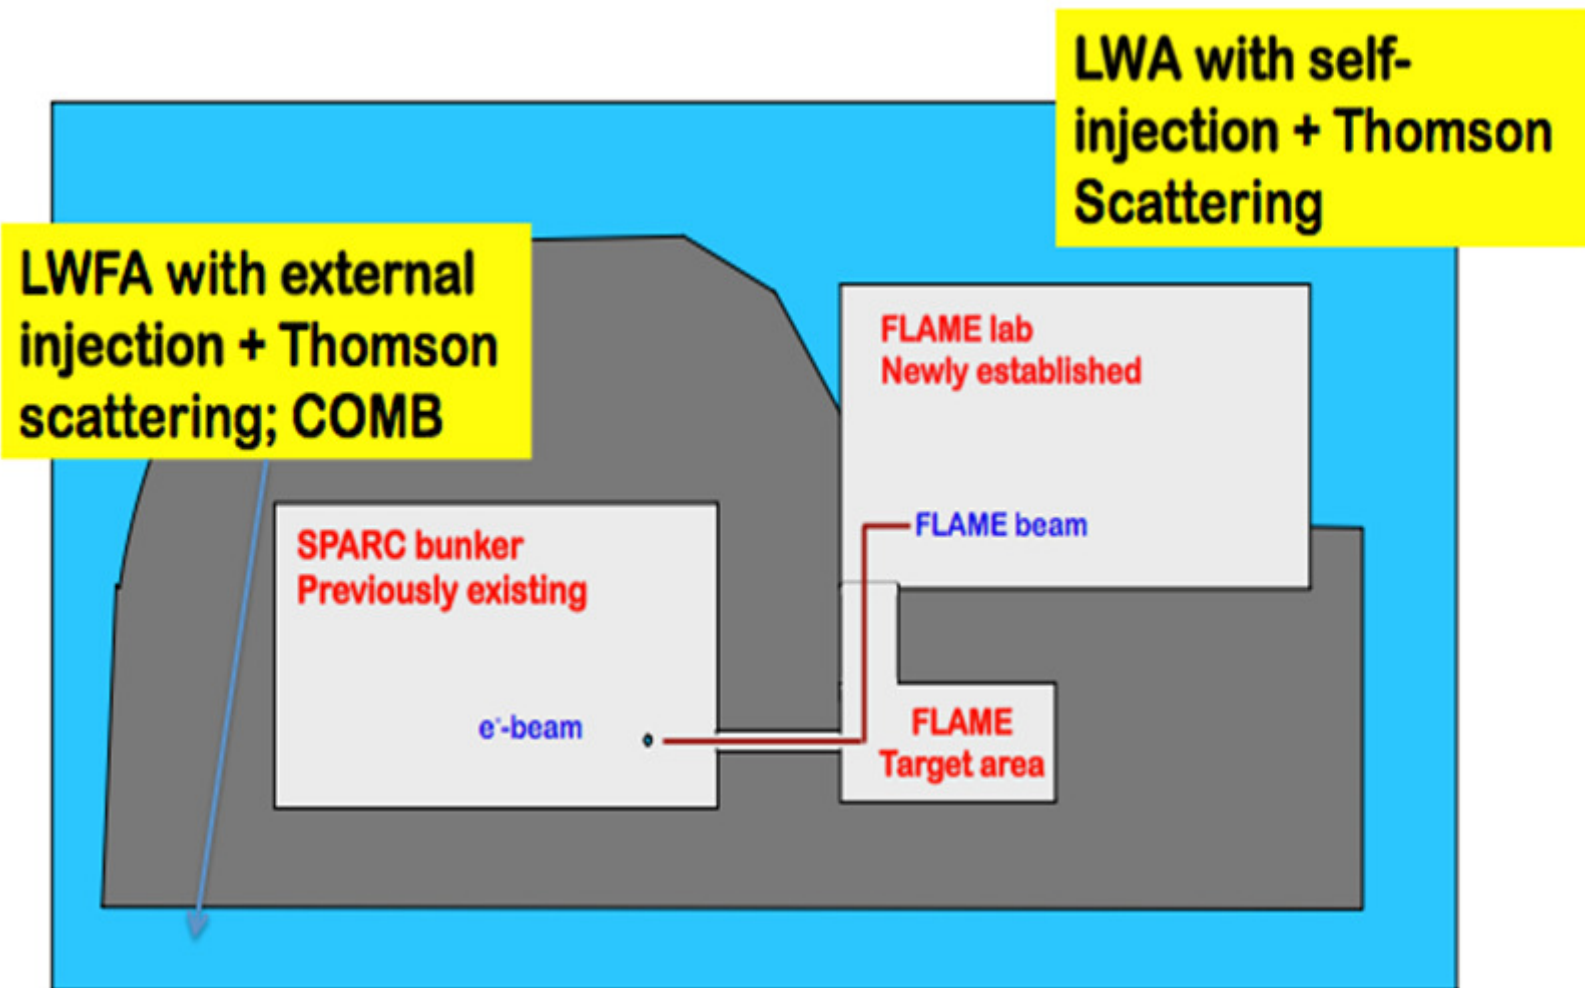 LWA with self-
injection + Thomson
Scattering
LWFA with external
injection + Thomson
scattering; COMB
FLAME lab
Newly established
FLAME beam
SPARC bunker
Previously existing
e⁻-beam
FLAME
Target area